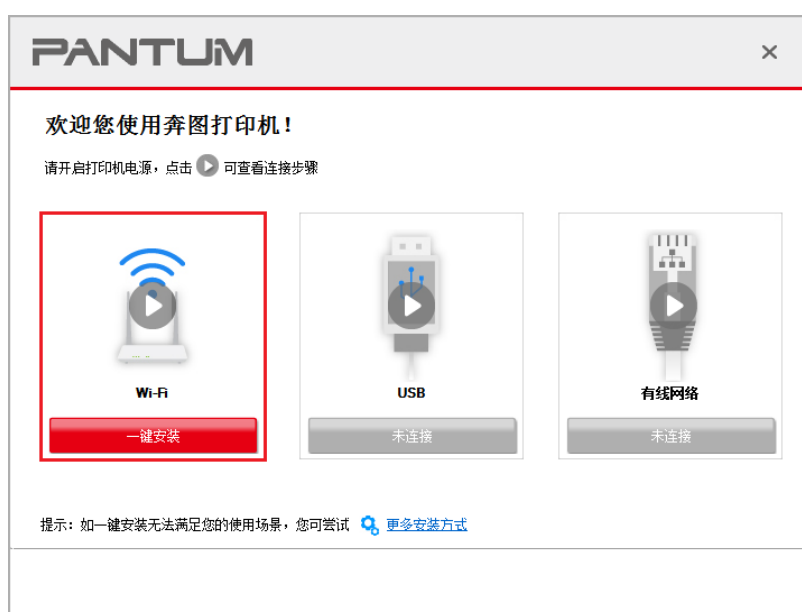 PANTUM
欢迎您使用奔图打印机！
请开启打印机电源，点击 可查看连接步骤
Wi-Fi
一键安装
USB
未连接
有线网络
未连接
提示：如一键安装无法满足您的使用场景，您可尝试 更多安装方式